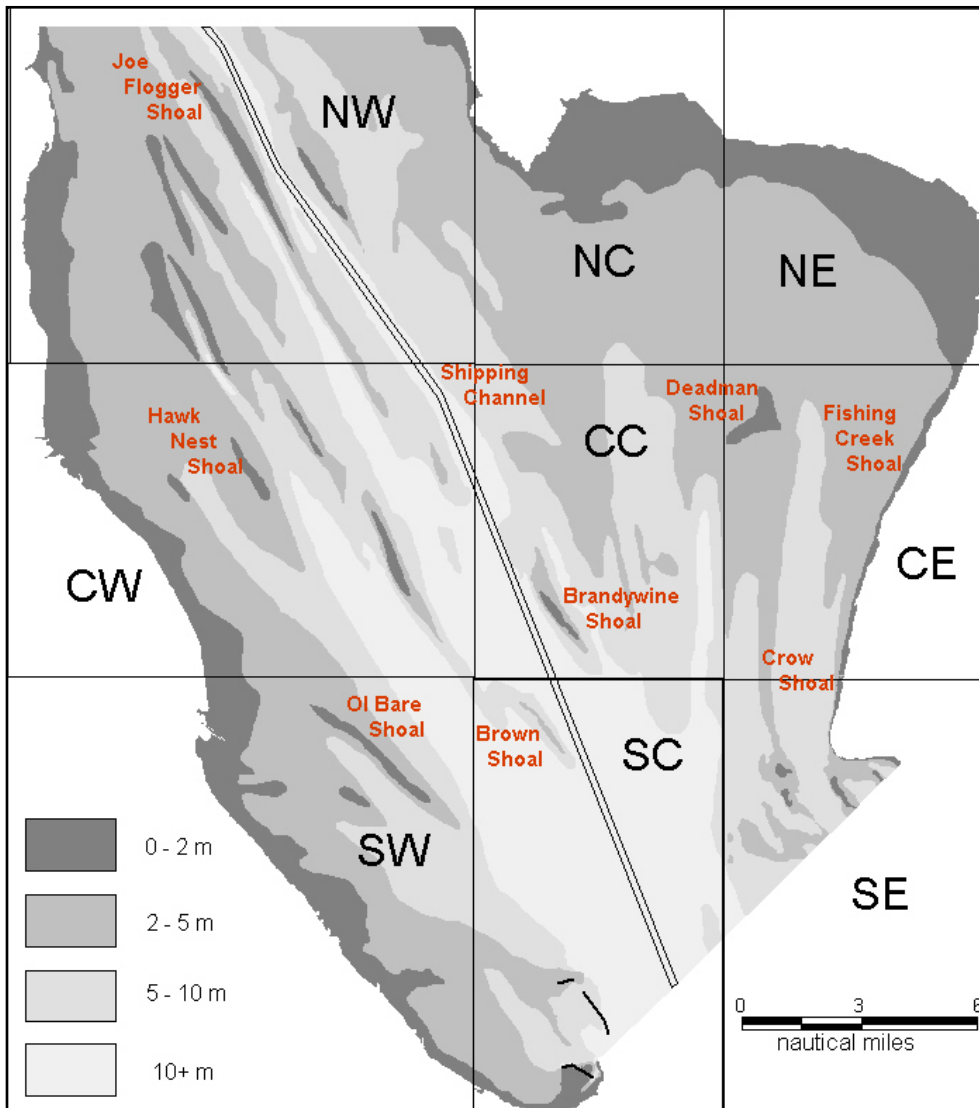 Joe
Flogger
Shoal
NW
NC
NE
Shipping
Channel
Deadman
Shoal
Fishing
Creek
Shoal
Hawk
Nest
Shoal
CC
CW
CE
Brandywine
Shoal
Crow
Shoal
Ol Bare
Shoal
Brown
Shoal
SC
SW
SE
0 - 2 m
2 - 5 m
5 - 10 m
10+ m
0 3 6
nautical miles